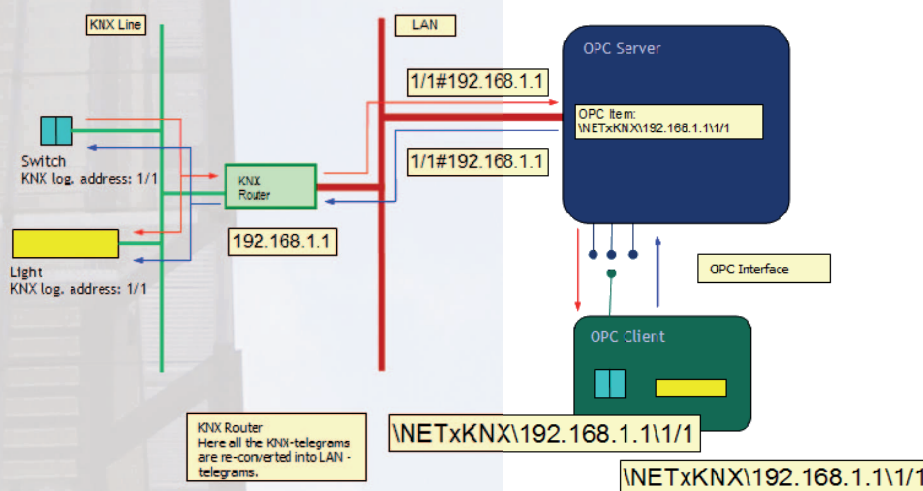 KNX Line
LAN
OPC Server
1/1#192.168.1.1
OPC Item:
\NETxKNX\192.168.1.1\1/1
Switch
KNX log. address: 1/1
1/1#192.168.1.1
KNX
Router
192.168.1.1
Light
KNX log. address: 1/1
OPC Interface
OPC Client
KNX Router
Here all the KNX-telegrams
are re-converted into LAN -
telegrams.
\NETxKNX\192.168.1.1\1/1
\NETxKNX\192.168.1.1\1/1